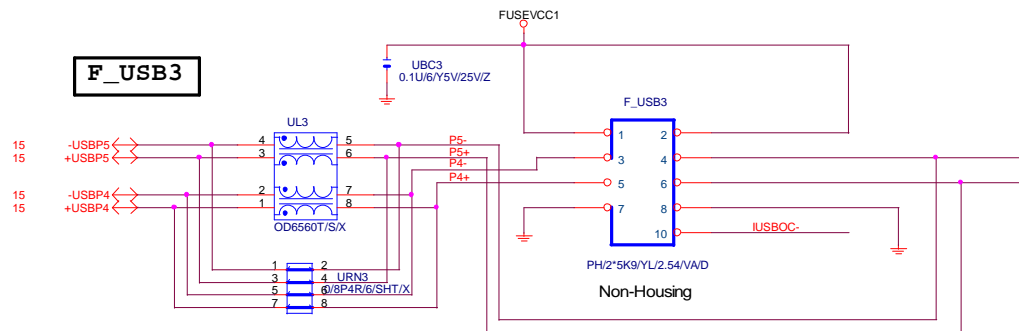 FUSEVCC1
F_USB3
UBC3
0.1U/6/Y5V/25V/Z
F_USB3
UL3
15 -USBP5 4 5 P5-
15 +USBP5 3 6 P5+
P4-
15 -USBP4 2 7 P4+
15 +USBP4 1 8
OD6560T/S/X
1 2
3 4
5 6
7 8
10 IUSBOC-
1 2
3 4 URN3
5 6 0/8P4R/6/SHT/X
7 8
PH/2*5K9/YL/2.54/VA/D
Non-Housing